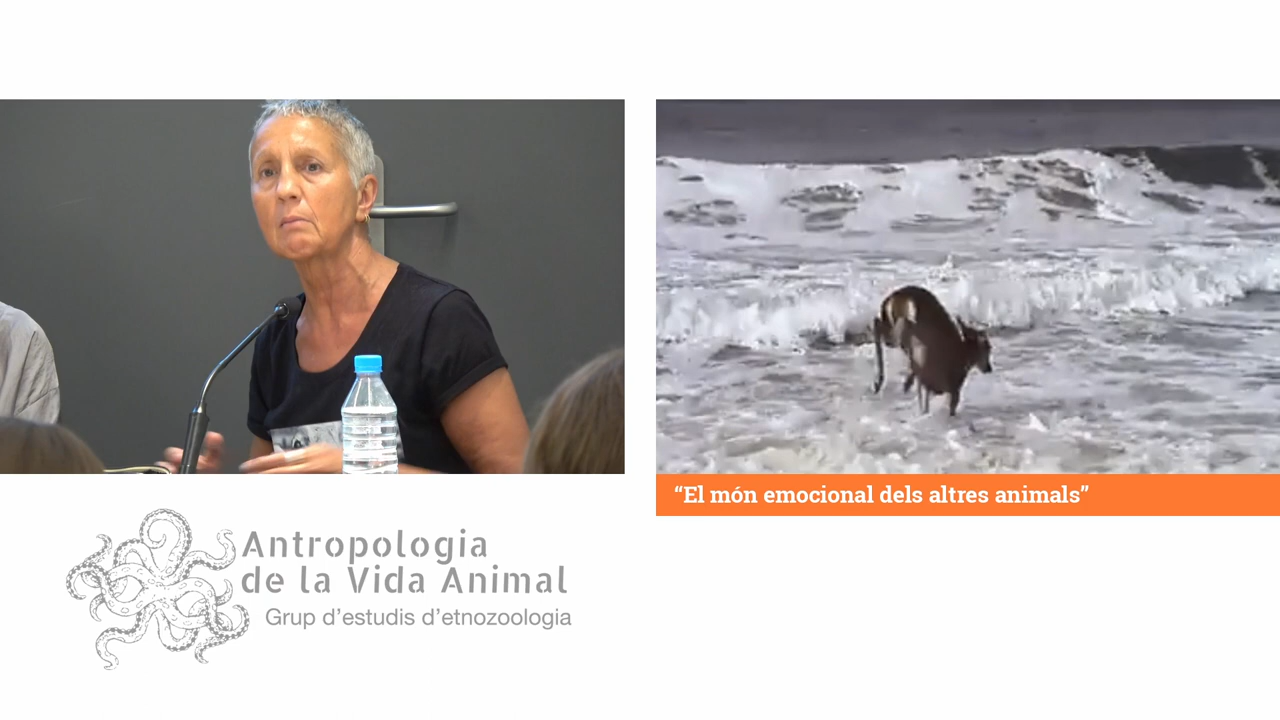 “El món emocional dels altres animals”
Antropologia
de la Vida Animal
Grup d’estudis d’etnozoologia